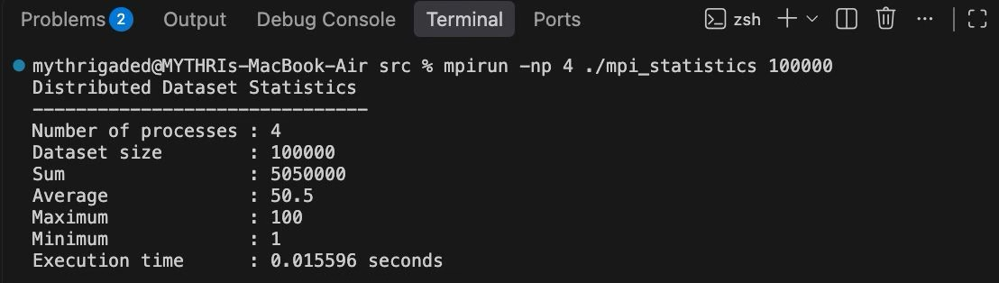 Problems 2 Output Debug Console Terminal Ports zsh
mythrigaded@MYTHRIs-MacBook-Air src % mpirun -np 4 ./mpi_statistics 100000
Distributed Dataset Statistics
-------------------------------
Number of processes : 4
Dataset size        : 100000
Sum                 : 5050000
Average             : 50.5
Maximum             : 100
Minimum             : 1
Execution time      : 0.015596 seconds